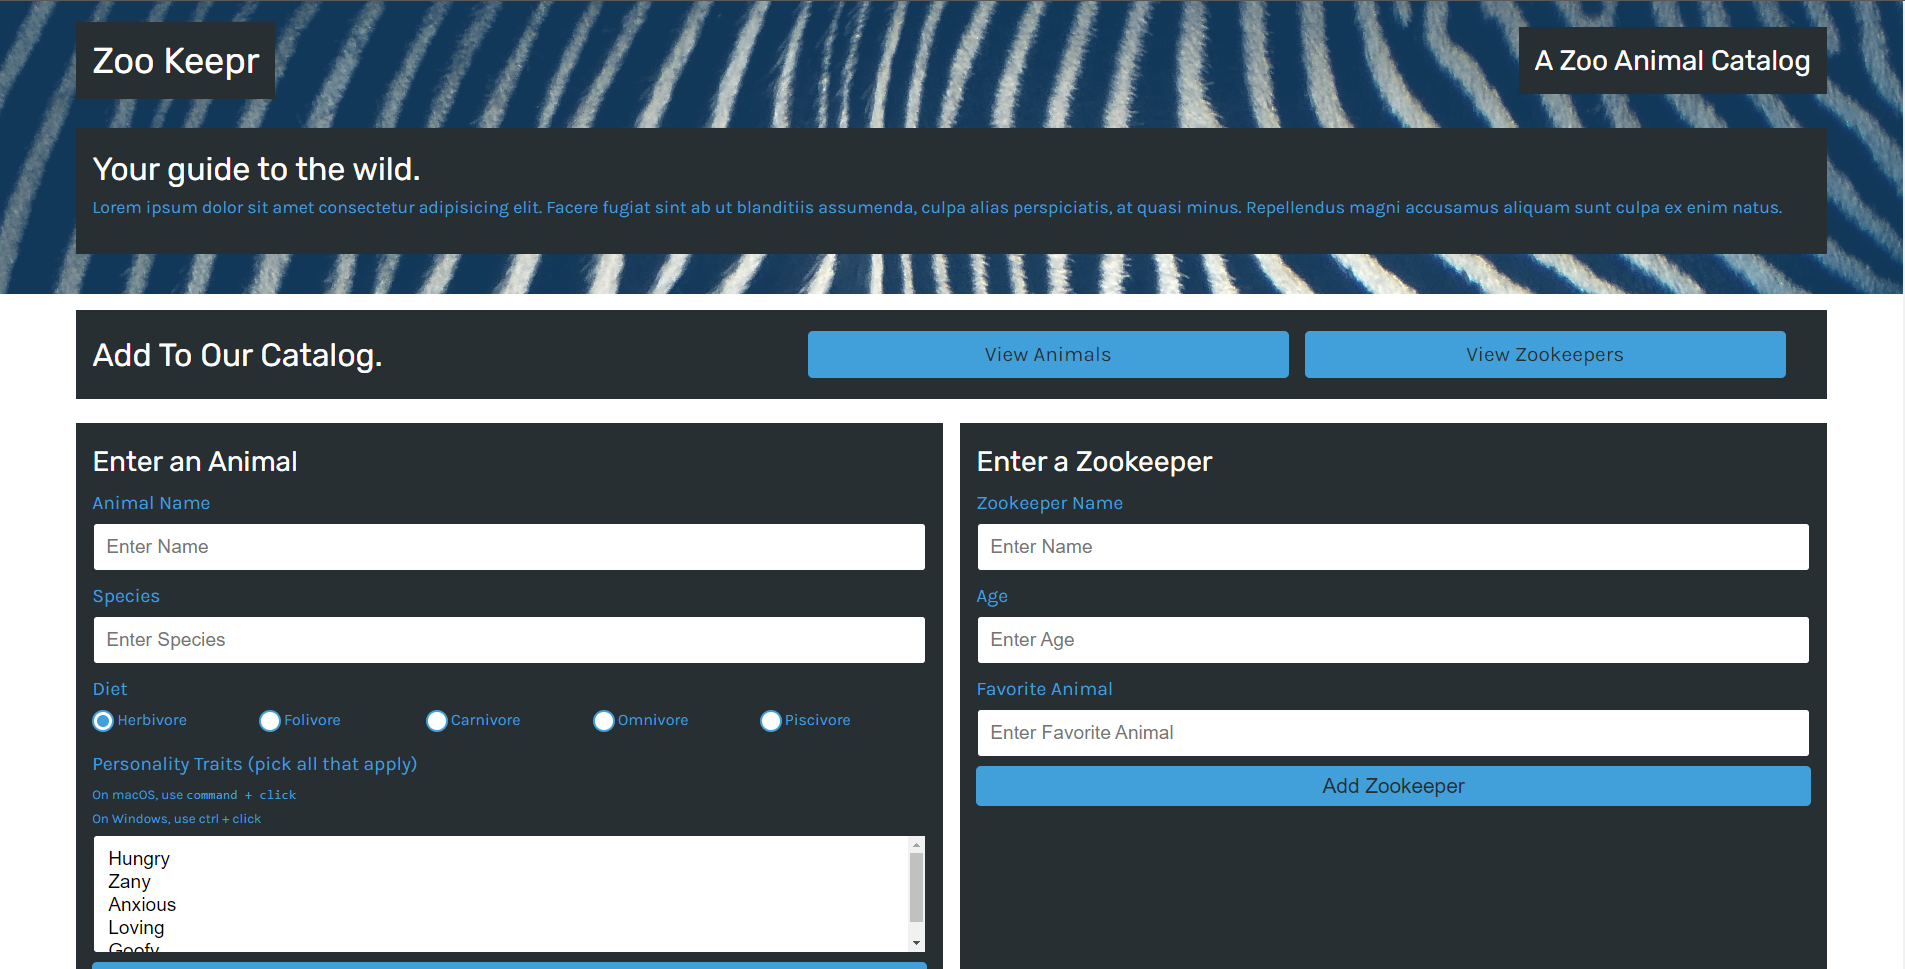 Zoo Keepr
A Zoo Animal Catalog
Your guide to the wild.
Lorem ipsum dolor sit amet consectetur adipisicing elit. Facere fugiat sint ab ut blanditiis assumenda, culpa alias perspiciatis, at quasi minus. Repellendus magni accusamus aliquam sunt culpa ex enim natus.
Add To Our Catalog.
View Animals
View Zookeepers
Enter an Animal
Animal Name
Enter Name
Species
Enter Species
Diet
Herbivore Folivore Carnivore Omnivore Piscivore
Personality Traits (pick all that apply)
On macOS, use command + click
On Windows, use ctrl + click
Hungry
Zany
Anxious
Loving
Goofy
Enter a Zookeeper
Zookeeper Name
Enter Name
Age
Enter Age
Favorite Animal
Enter Favorite Animal
Add Zookeeper